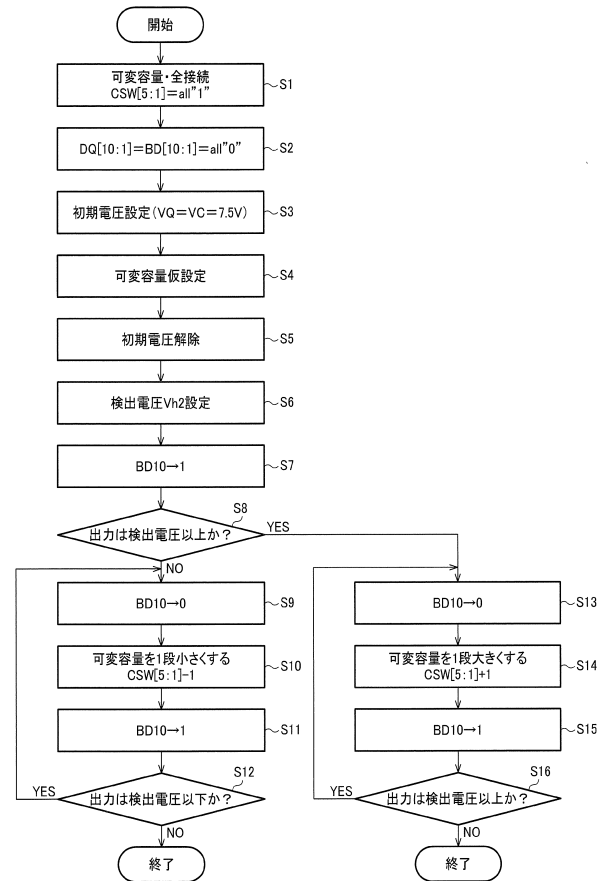 開始
可変容量・全接続
CSW[5:1]=all"1"
S1
DQ[10:1]=BD[10:1]=all"0"
S2
初期電圧設定(VQ=VC=7.5V)
S3
可変容量仮設定
S4
初期電圧解除
S5
検出電圧Vh2設定
S6
BD10→1
S7
S8
出力は検出電圧以上か?
YES
NO
BD10→0
S9
可変容量を1段小さくする
CSW[5:1]-1
S10
BD10→1
S11
S12
出力は検出電圧以下か?
YES
NO
終了
BD10→0
S13
可変容量を1段大きくする
CSW[5:1]+1
S14
BD10→1
S15
S16
出力は検出電圧以上か?
YES
NO
終了